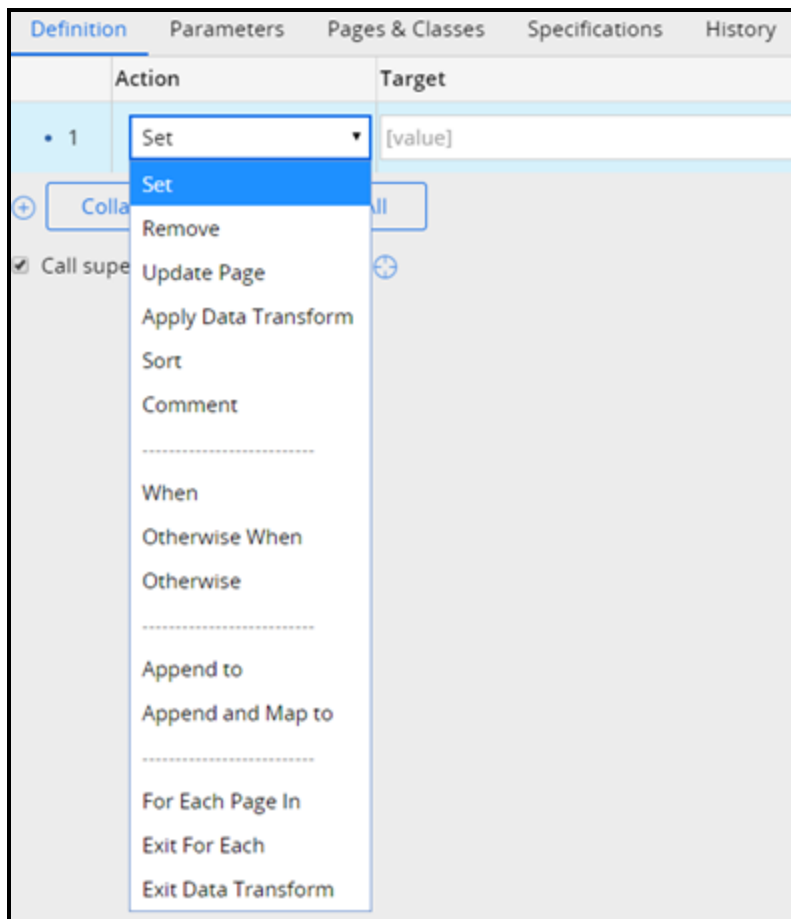 Definition Parameters Pages & Classes Specifications History
Action Target
• 1 Set [value]
Set
Remove
Update Page
Apply Data Transform
Sort
Comment
--------------------------
When
Otherwise When
Otherwise
--------------------------
Append to
Append and Map to
--------------------------
For Each Page In
Exit For Each
Exit Data Transform
Call